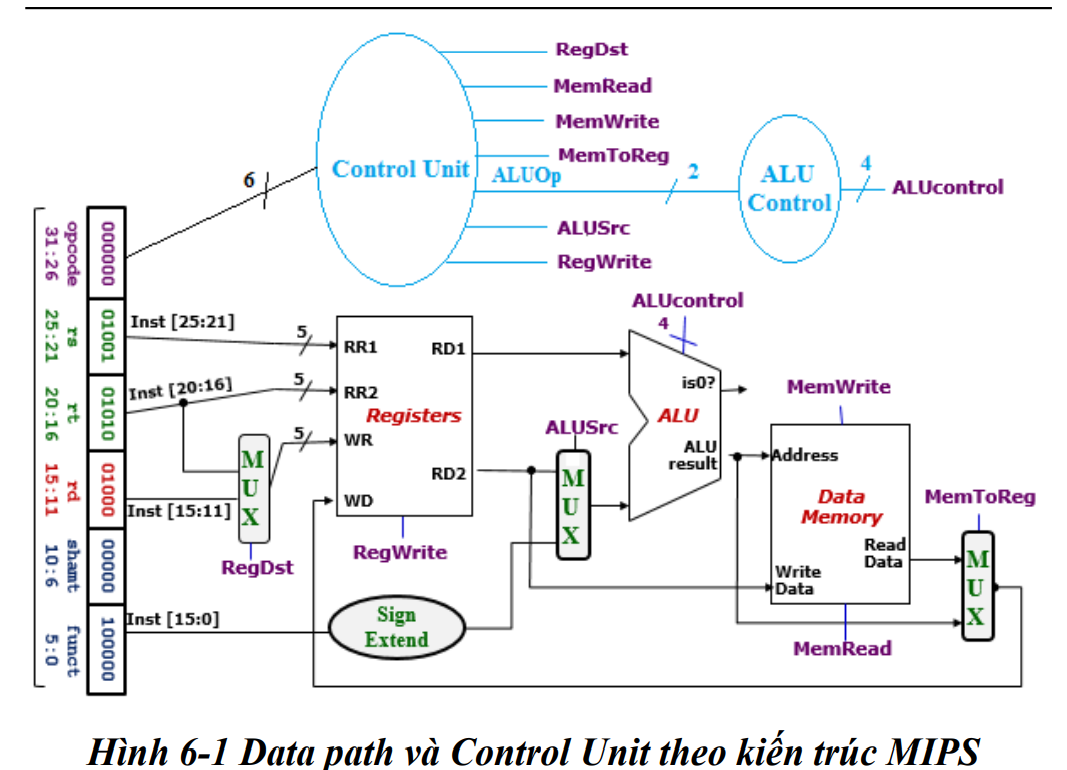 RegDst
MemRead
MemWrite
MemToReg
Control Unit
ALUOp
6
2
ALU
Control
4
ALUcontrol
ALUSrc
RegWrite
opcode
31:26
000000
rs
25:21
01001
rt
20:16
01010
rd
15:11
01000
shamt
10:6
00000
funct
5:0
100000
Inst [25:21]
5
Inst [20:16]
5
5
MUX
Inst [15:11]
RegDst
Inst [15:0]
RR1
RR2
Registers
WR
WD
RD1
RD2
RegWrite
Sign
Extend
ALUSrc
MUX
ALUcontrol
4
is0?
ALU
ALU
result
MemWrite
Address
Data
Memory
Read
Data
Write
Data
MemRead
MemToReg
MUX
Hình 6-1 Data path và Control Unit theo kiến trúc MIPS